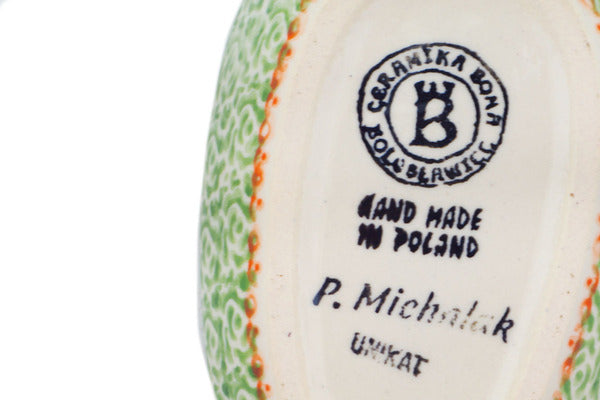 CERAMIKA BONA
B
BOLESŁAWIEC
HAND MADE
IN POLAND
P. Michalak
UNIKAT